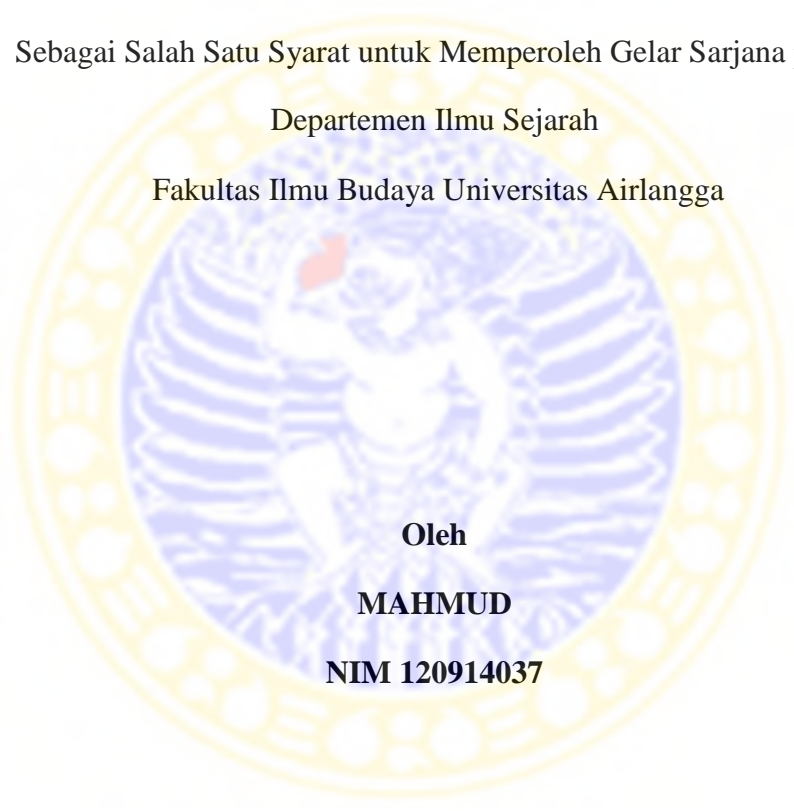 Sebagai Salah Satu Syarat untuk Memperoleh Gelar Sarjana
Departemen Ilmu Sejarah
Fakultas Ilmu Budaya Universitas Airlangga
Oleh
MAHMUD
NIM 120914037